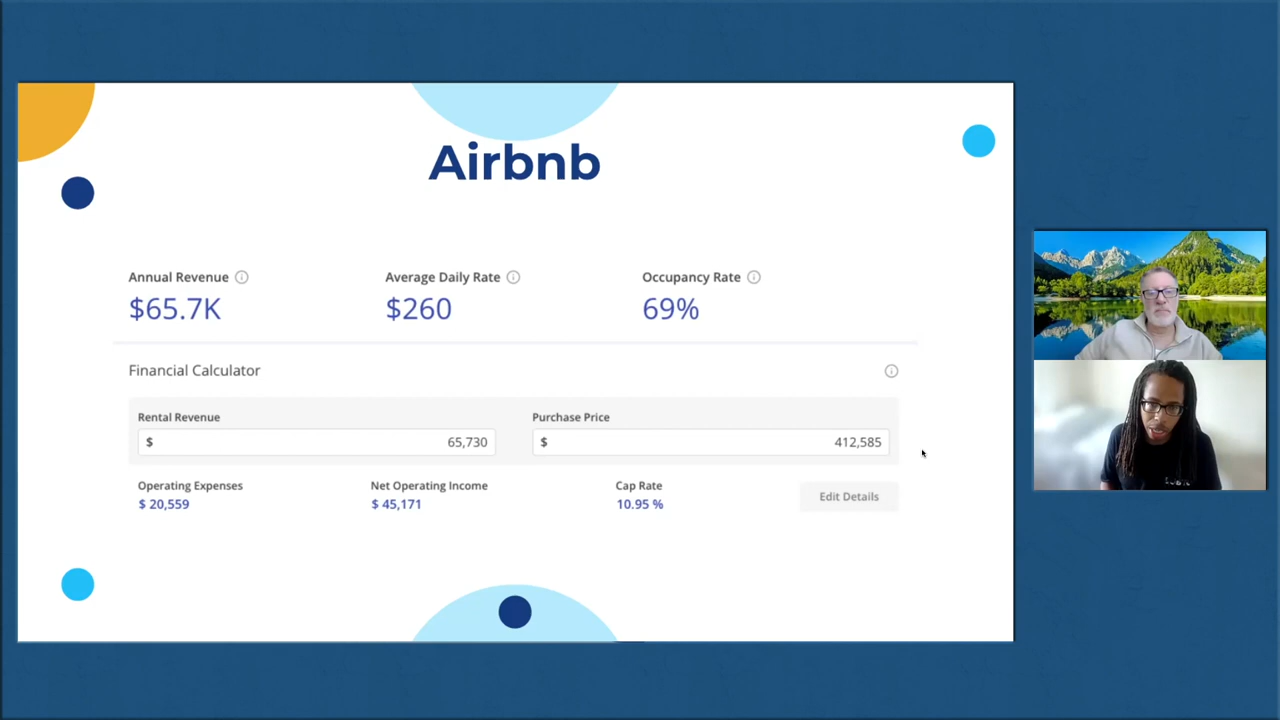 Airbnb
Annual Revenue Average Daily Rate Occupancy Rate
$65.7K $260 69%
Financial Calculator
Rental Revenue Purchase Price
$ 65,730 $ 412,585
Operating Expenses Net Operating Income Cap Rate
$ 20,559 $ 45,171 10.95 %
Edit Details